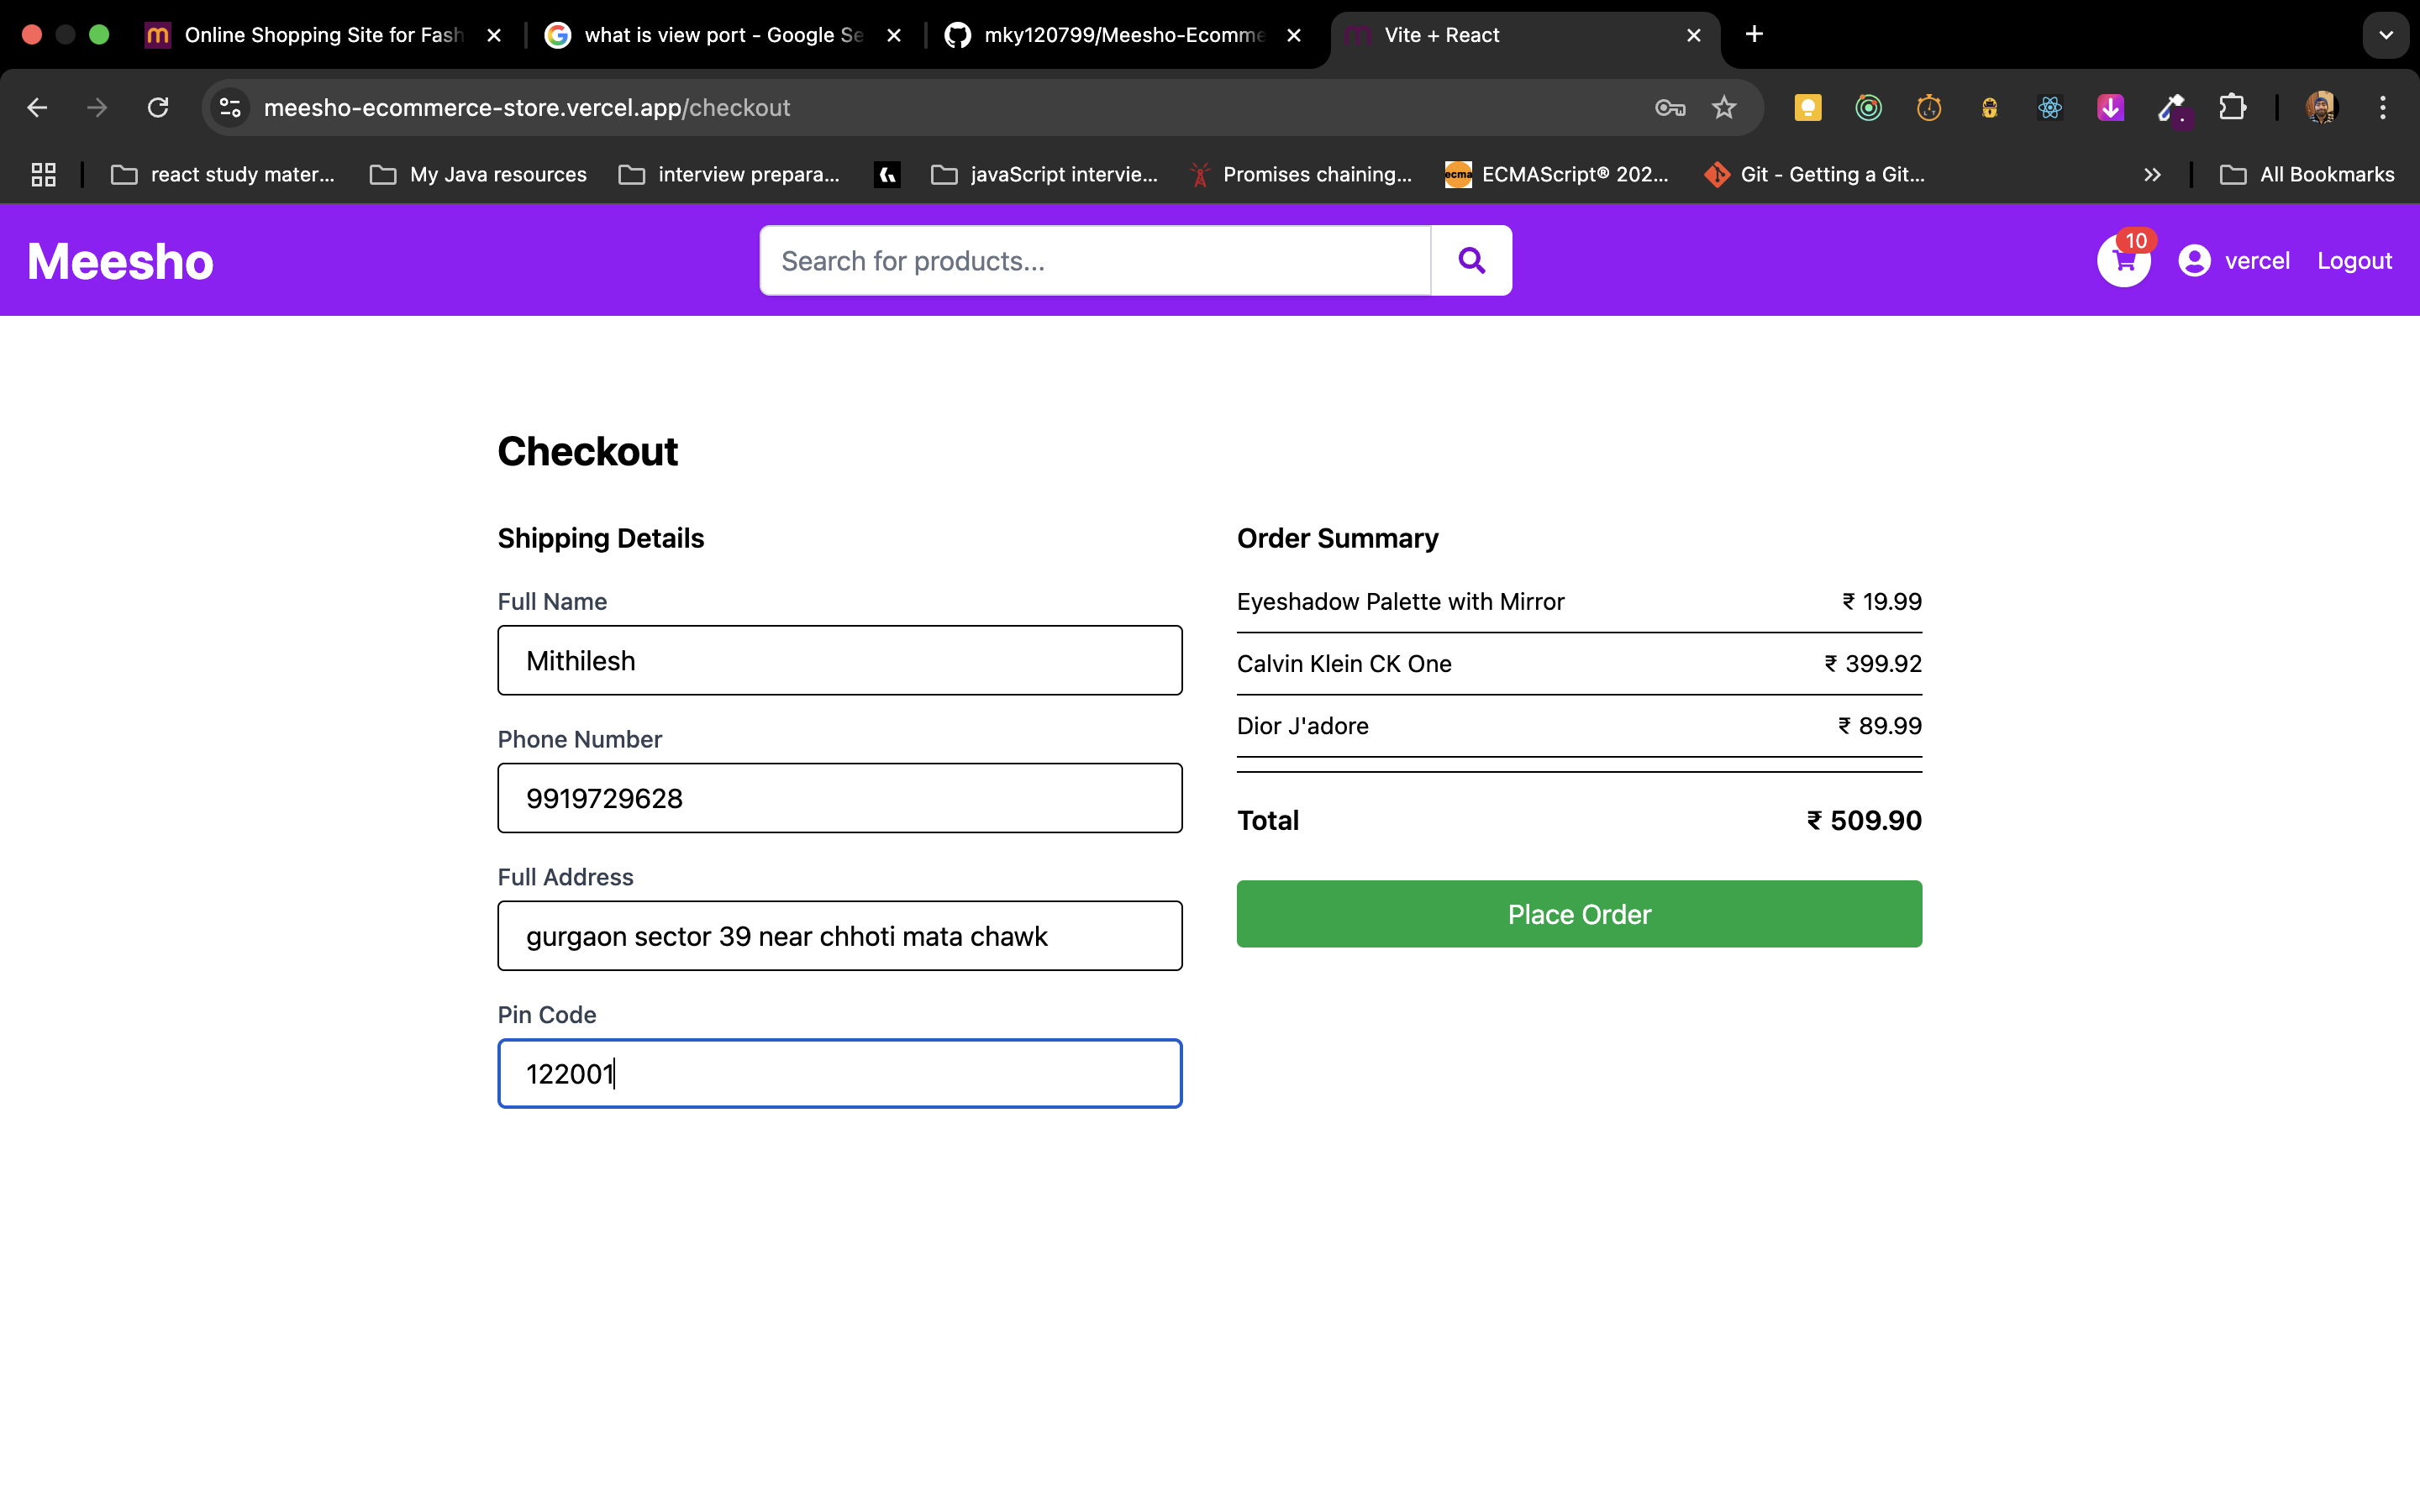 Online Shopping Site for Fash
what is view port - Google Se
mky120799/Meesho-Ecomme
Vite + React
meesho-ecommerce-store.vercel.app/checkout
react study mater...
My Java resources
interview prepara...
javaScript intervie...
Promises chaining...
ecma
ECMAScript® 202...
Git - Getting a Git...
All Bookmarks
Meesho
Search for products...
10
vercel
Logout
Checkout
Shipping Details
Full Name
Mithilesh
Phone Number
9919729628
Full Address
gurgaon sector 39 near chhoti mata chawk
Pin Code
122001
Order Summary
Eyeshadow Palette with Mirror ₹ 19.99
Calvin Klein CK One ₹ 399.92
Dior J'adore ₹ 89.99
Total ₹ 509.90
Place Order